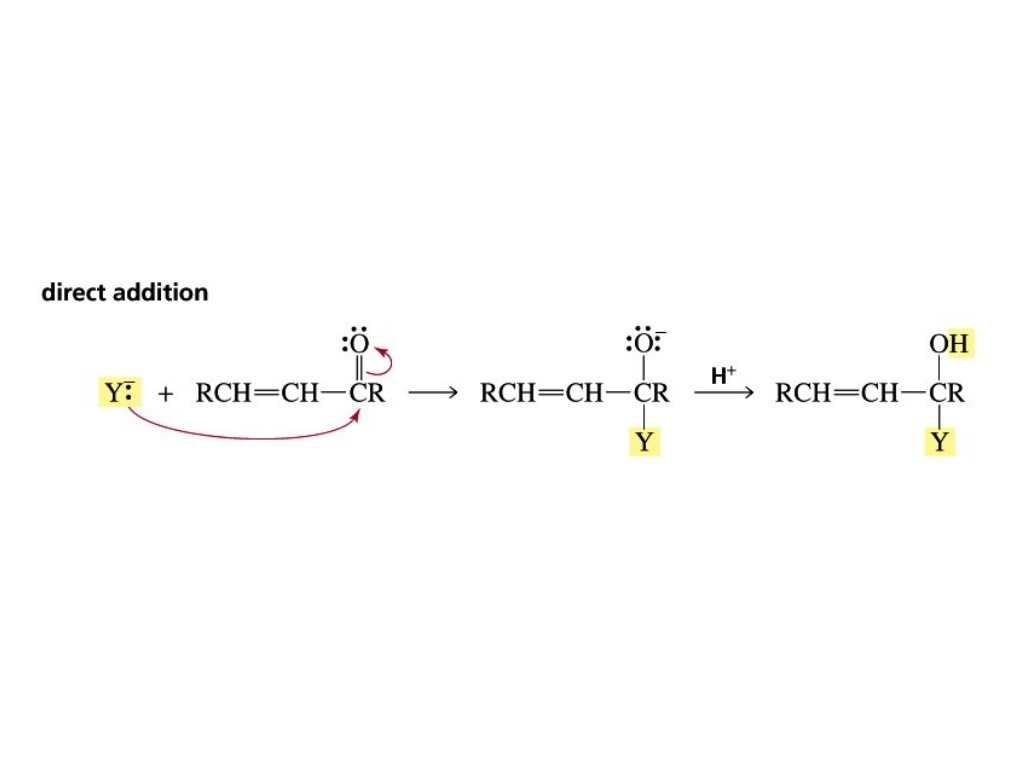 direct addition
:Ö :Ö:⁻ OH
Y:⁻ + RCH=CH—CR ⟶ RCH=CH—CR H⁺⟶ RCH=CH—CR
Y Y